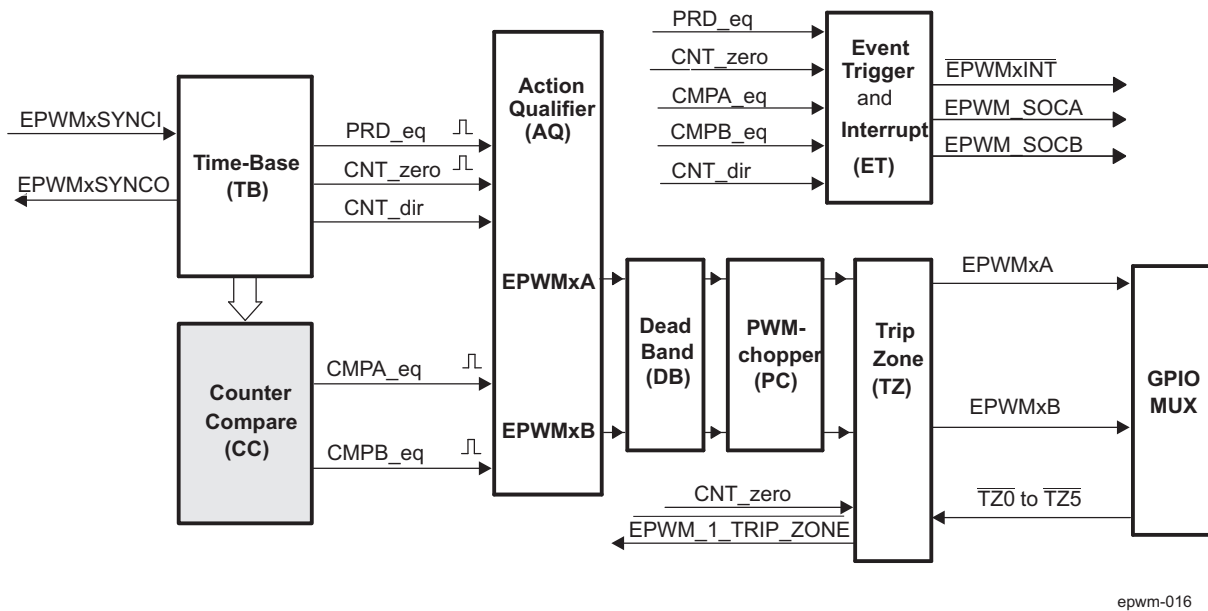 EPWMxSYNCI
EPWMxSYNCO
Time-Base
(TB)
PRD_eq
CNT_zero
CNT_dir
Counter
Compare
(CC)
CMPA_eq
CMPB_eq
Action
Qualifier
(AQ)
EPWMxA
EPWMxB
PRD_eq
CNT_zero
CMPA_eq
CMPB_eq
CNT_dir
Event
Trigger
and
Interrupt
(ET)
EPWMxINT
EPWM_SOCA
EPWM_SOCB
Dead
Band
(DB)
PWM-
chopper
(PC)
Trip
Zone
(TZ)
CNT_zero
EPWM_1_TRIP_ZONE
EPWMxA
EPWMxB
TZ0 to TZ5
GPIO
MUX
epwm-016